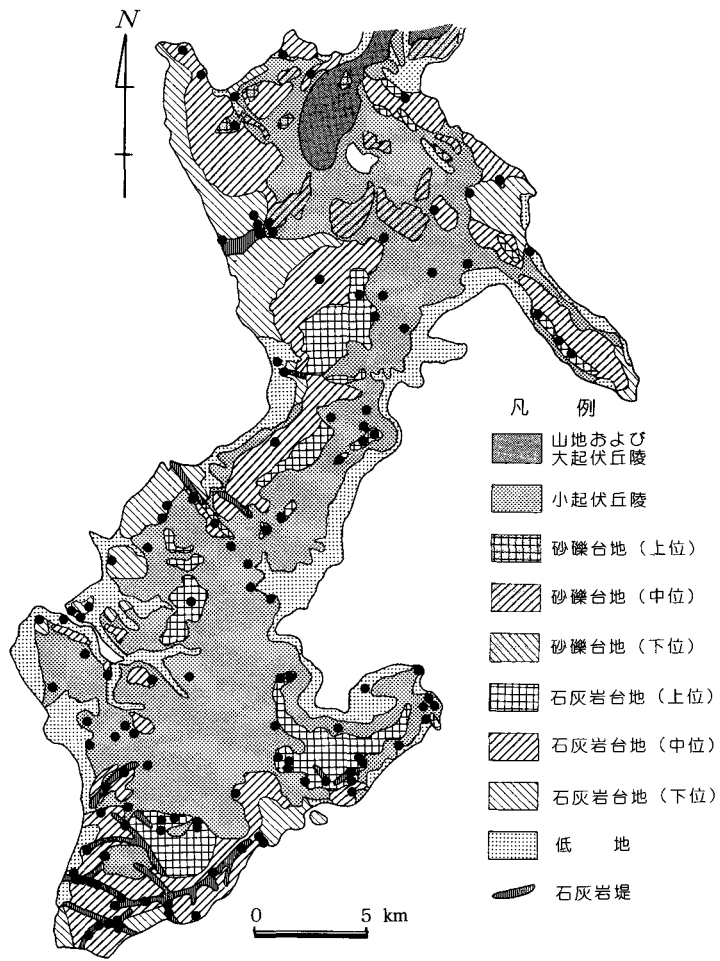 N
凡 例
山地および
大起伏丘陵
小起伏丘陵
砂礫台地(上位)
砂礫台地(中位)
砂礫台地(下位)
石灰岩台地(上位)
石灰岩台地(中位)
石灰岩台地(下位)
低 地
石灰岩堤
0 5 km